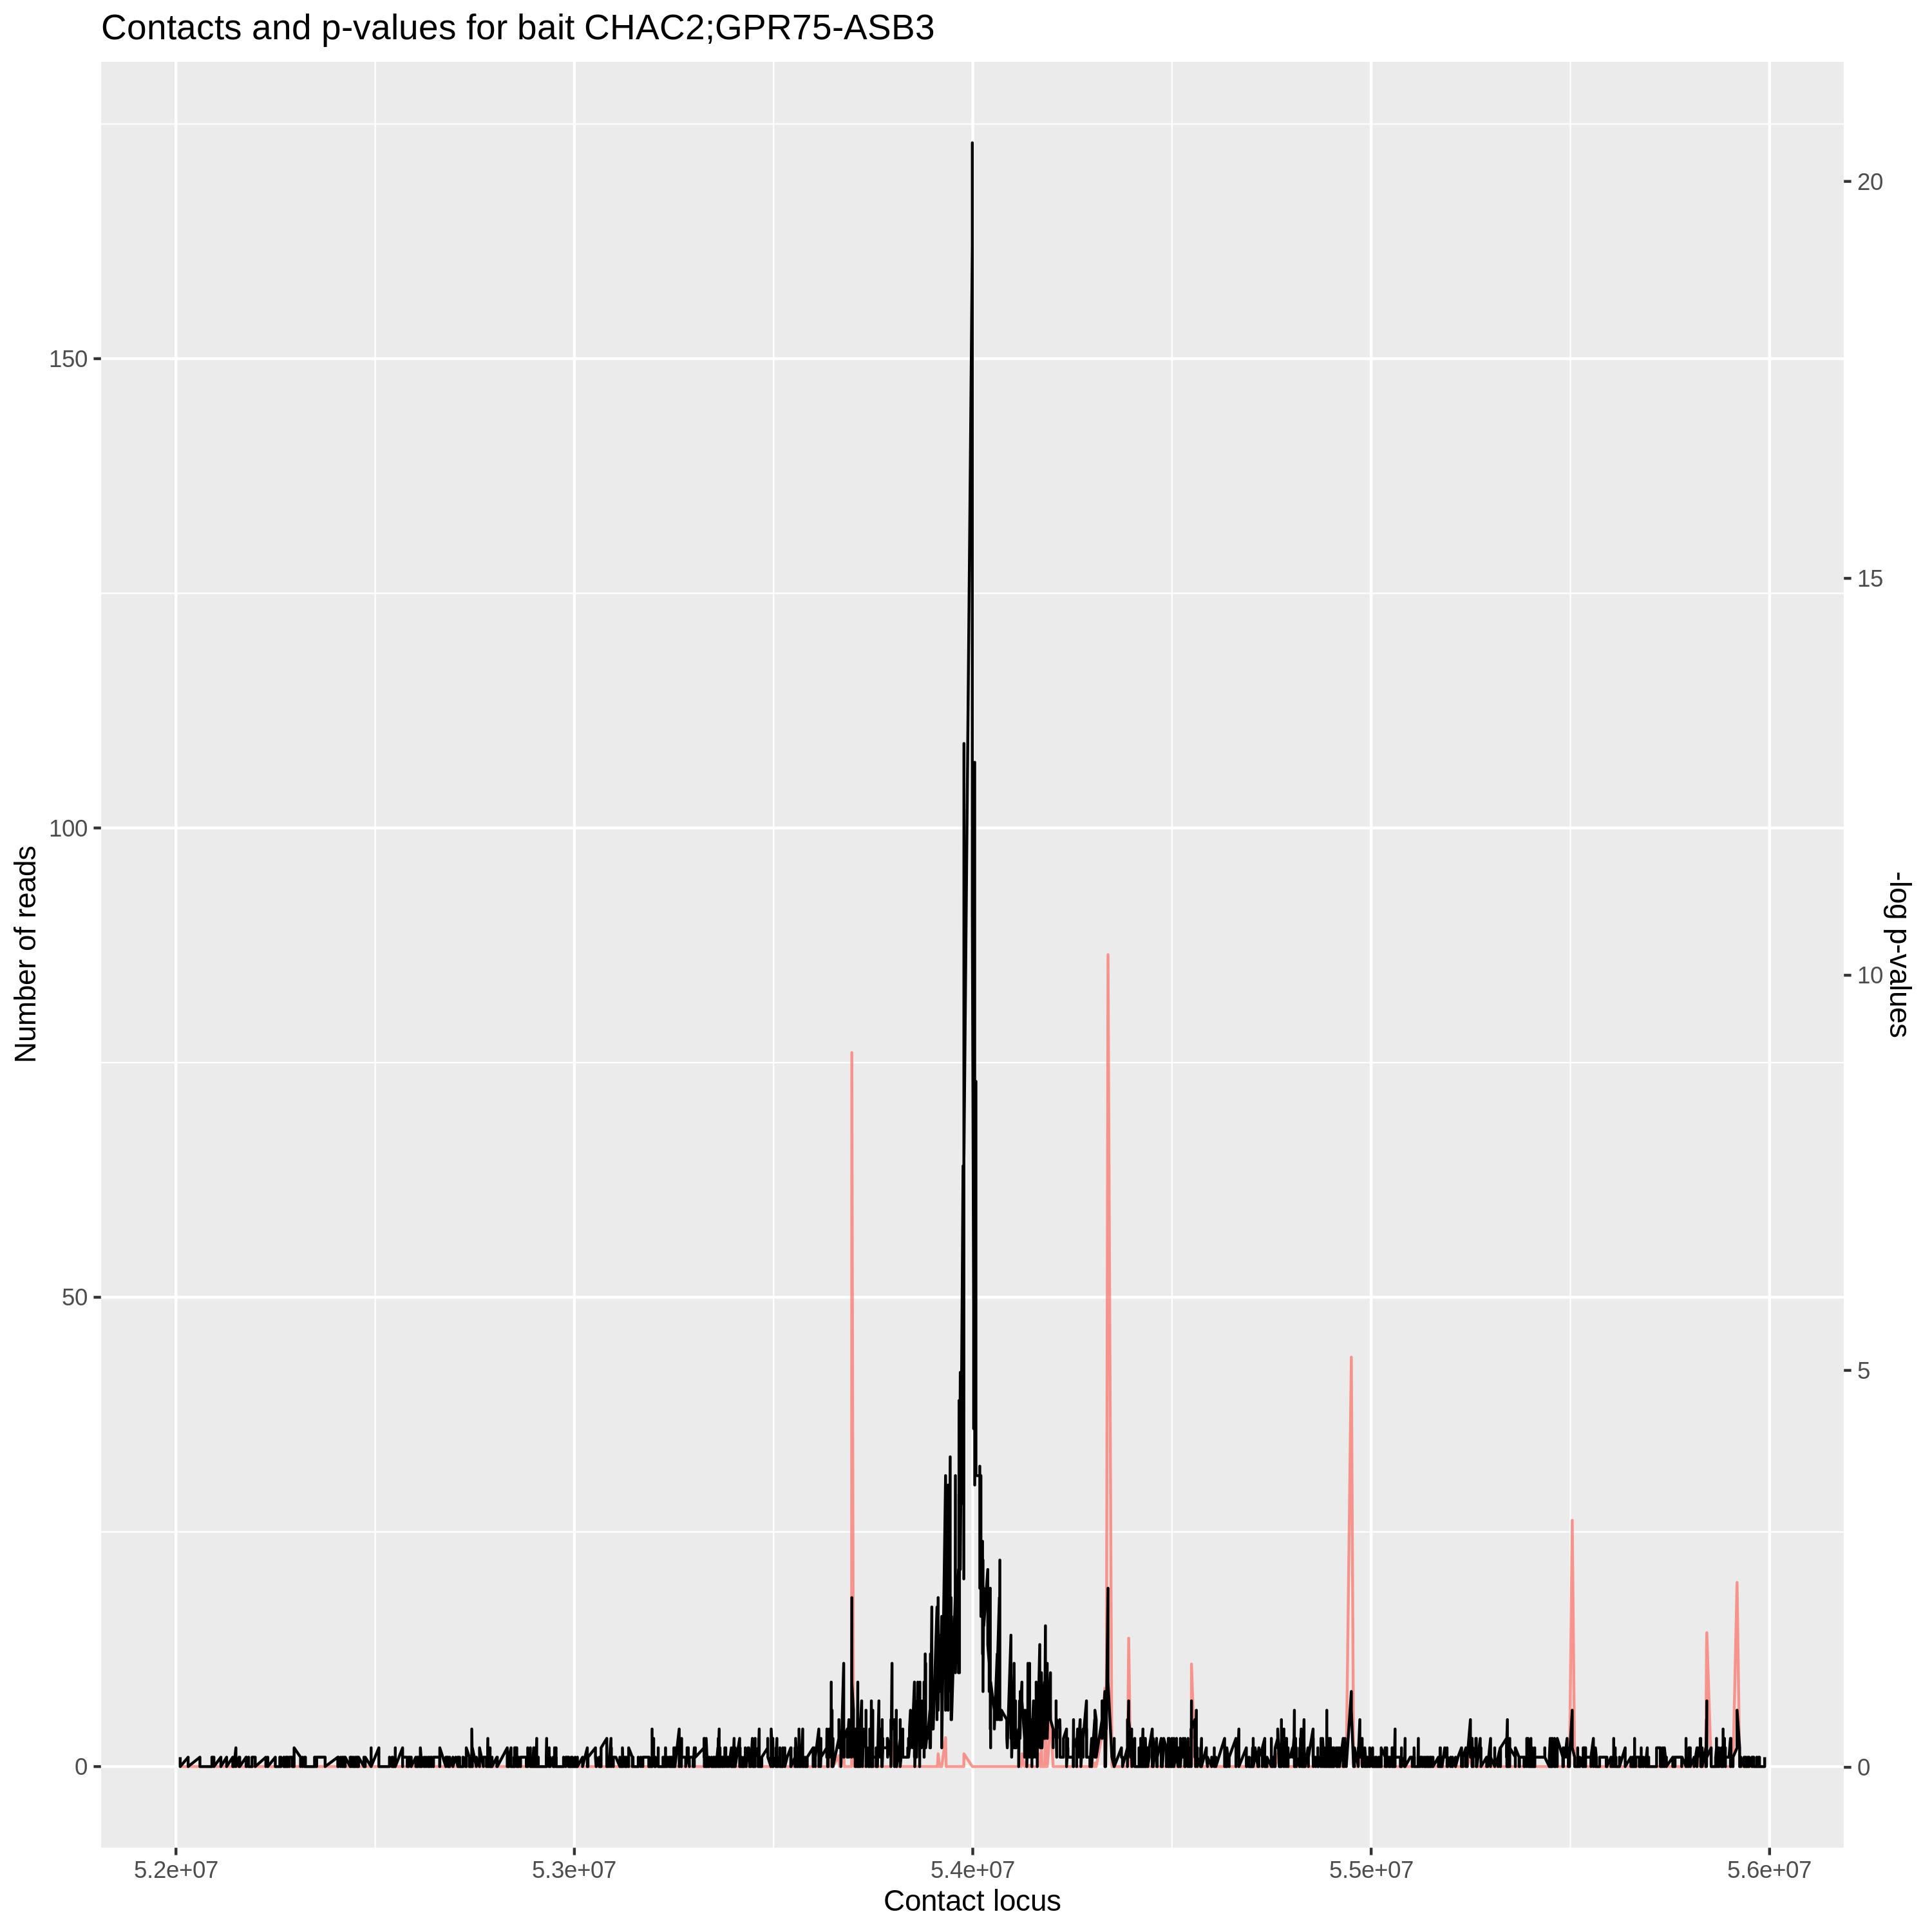 Contacts and p-values for bait CHAC2;GPR75-ASB3
Number of reads
150
100
50
0
20
15
10
5
0
-log p-values
5.2e+07
5.3e+07
5.4e+07
5.5e+07
5.6e+07
Contact locus